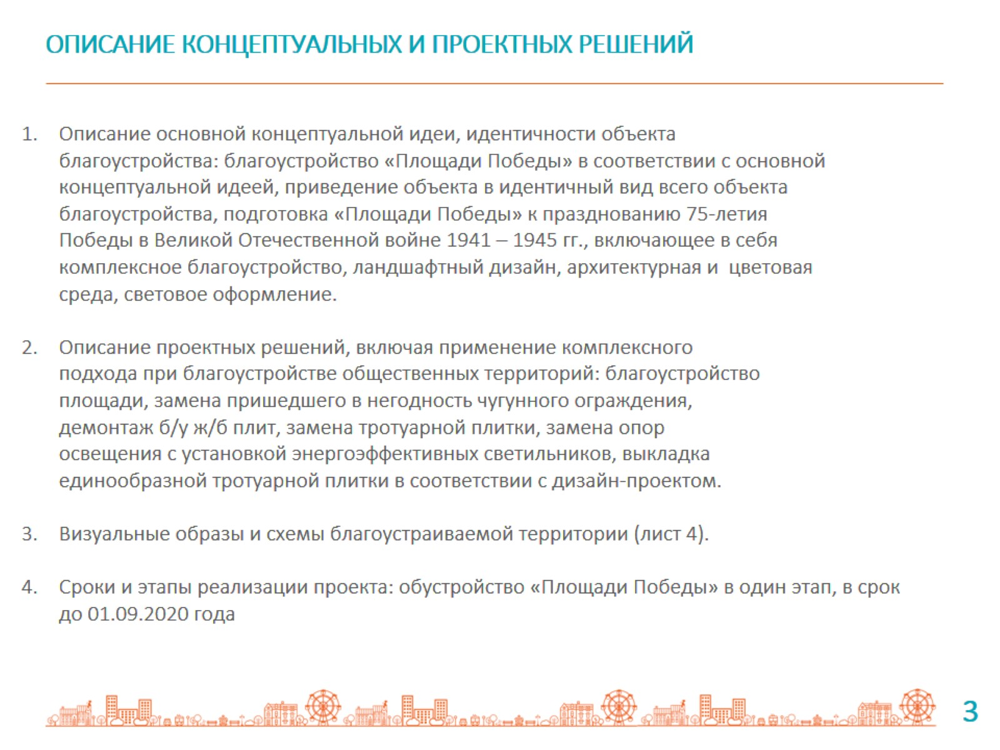 ОПИСАНИЕ КОНЦЕПТУАЛЬНЫХ И ПРОЕКТНЫХ РЕШЕНИЙ
1. Описание основной концептуальной идеи, идентичности объекта
благоустройства: благоустройство «Площади Победы» в соответствии с основной
концептуальной идеей, приведение объекта в идентичный вид всего объекта
благоустройства, подготовка «Площади Победы» к празднованию 75-летия
Победы в Великой Отечественной войне 1941 – 1945 гг., включающее в себя
комплексное благоустройство, ландшафтный дизайн, архитектурная и  цветовая
среда, световое оформление.
2. Описание проектных решений, включая применение комплексного
подхода при благоустройстве общественных территорий: благоустройство
площади, замена пришедшего в негодность чугунного ограждения,
демонтаж б/у ж/б плит, замена тротуарной плитки, замена опор
освещения с установкой энергоэффективных светильников, выкладка
единообразной тротуарной плитки в соответствии с дизайн-проектом.
3. Визуальные образы и схемы благоустраиваемой территории (лист 4).
4. Сроки и этапы реализации проекта: обустройство «Площади Победы» в один этап, в срок
до 01.09.2020 года
3